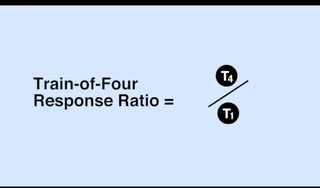 Train-of-Four
Response Ratio =
T4
T1